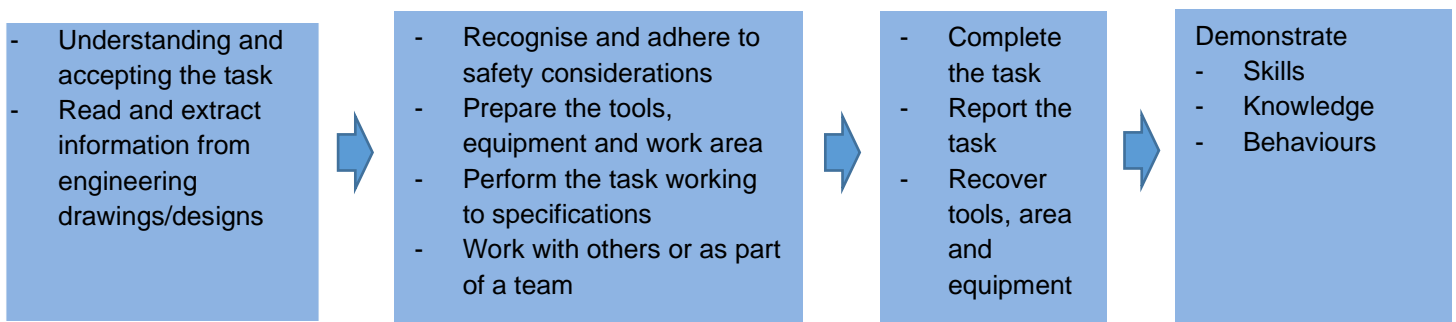 - Understanding and
accepting the task
- Read and extract
information from
engineering
drawings/designs
- Recognise and adhere to
safety considerations
- Prepare the tools,
equipment and work area
- Perform the task working
to specifications
- Work with others or as part
of a team
- Complete
the task
- Report the
task
- Recover
tools, area
and
equipment
Demonstrate
- Skills
- Knowledge
- Behaviours